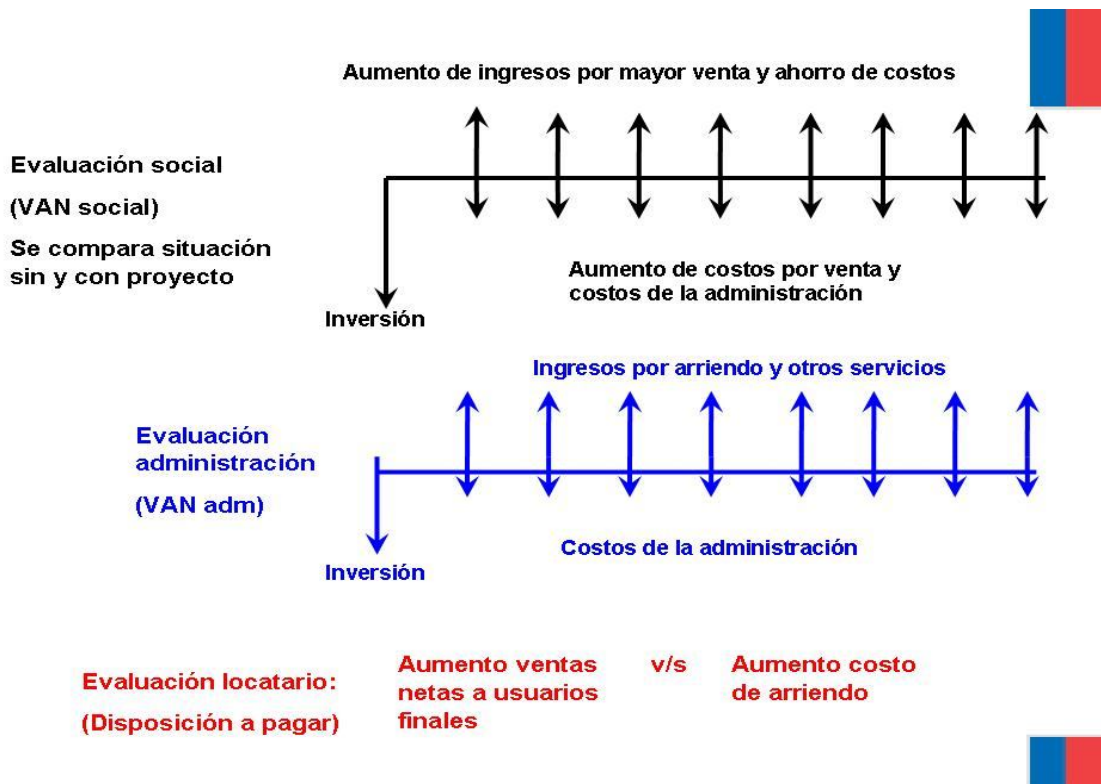 Aumento de ingresos por mayor venta y ahorro de costos
Evaluación social
(VAN social)
Se compara situación
sin y con proyecto
Aumento de costos por venta y
costos de la administración
Inversión
Ingresos por arriendo y otros servicios
Evaluación
administración
(VAN adm)
Costos de la administración
Inversión
Evaluación locatario:
(Disposición a pagar)
Aumento ventas
netas a usuarios
finales
v/s
Aumento costo
de arriendo